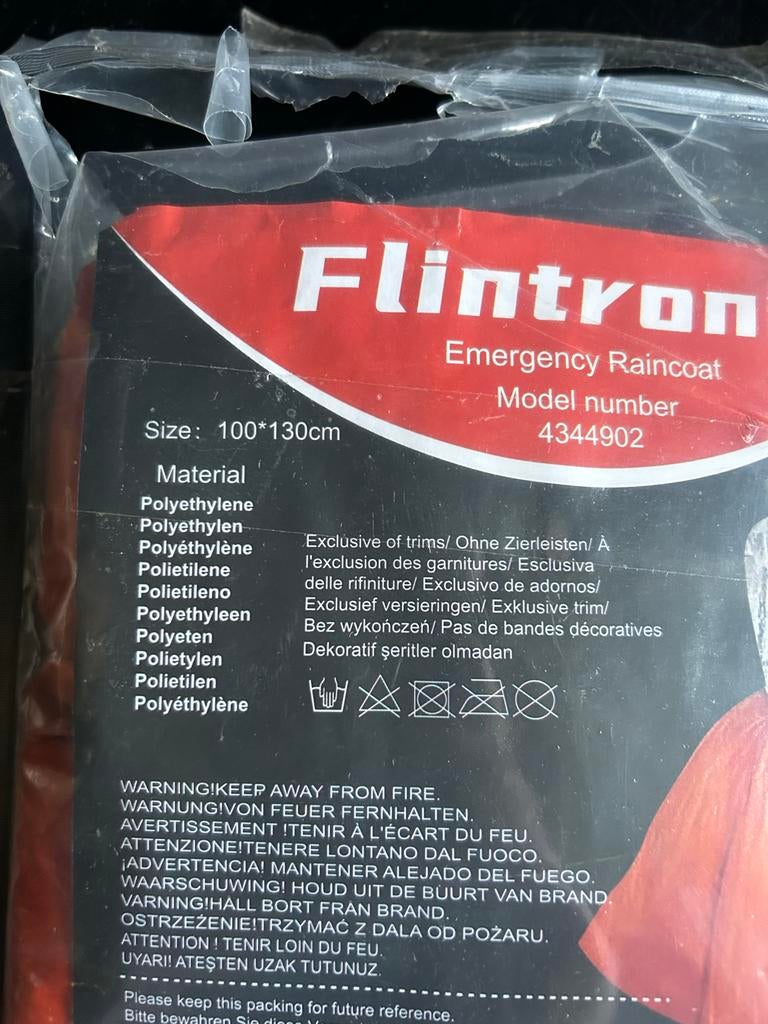 Flintron
Emergency Raincoat
Model number
4344902
Size: 100*130cm
Material
Polyethylene
Polyethylen
Polyéthylène
Polietilene
Polietileno
Polyethyleen
Polyeten
Polietylen
Polietilen
Polyéthylène
Exclusive of trims/ Ohne Zierleisten/ À
l'exclusion des garnitures/ Esclusiva
delle rifiniture/ Exclusivo de adornos/
Exclusief versieringen/ Exklusive trim/
Bez wykończeń/ Pas de bandes décoratives
Dekoratif şeritler olmadan
WARNING!KEEP AWAY FROM FIRE.
WARNUNG!VON FEUER FERNHALTEN.
AVERTISSEMENT !TENIR À L'ÉCART DU FEU.
ATTENZIONE!TENERE LONTANO DAL FUOCO.
¡ADVERTENCIA! MANTENER ALEJADO DEL FUEGO.
WAARSCHUWING! HOUD UIT DE BUURT VAN BRAND.
VARNING!HALL BORT FRÅN BRAND.
OSTRZEŻENIE!TRZYMAĆ Z DALA OD POŻARU.
ATTENTION ! TENIR LOIN DU FEU.
UYARI! ATEŞTEN UZAK TUTUNUZ.
Please keep this packing for future reference.
Bitte bewahren Sie diese